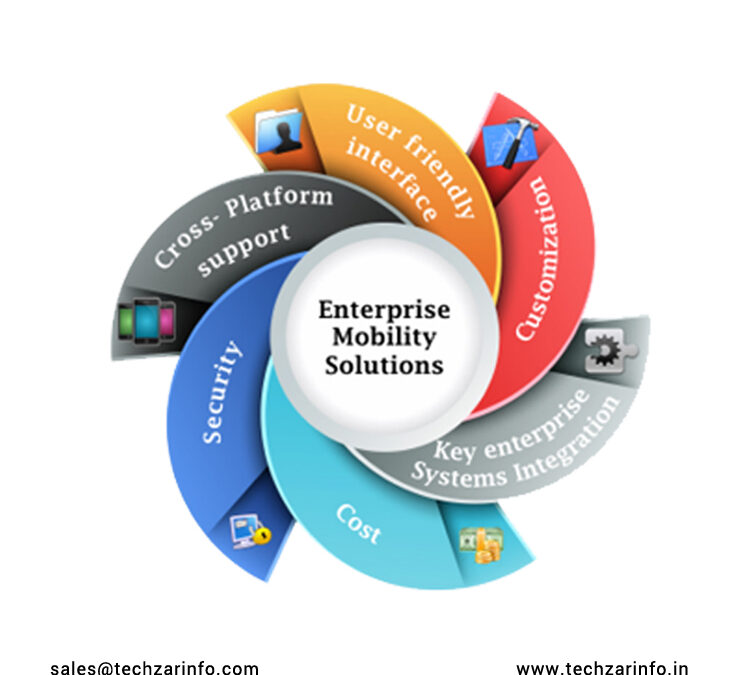 User friendly
interface
Customization
Cross- Platform
support
Enterprise
Mobility
Solutions
Security
Key enterprise
Systems Integration
Cost
sales@techzarinfo.com
www.techzarinfo.in